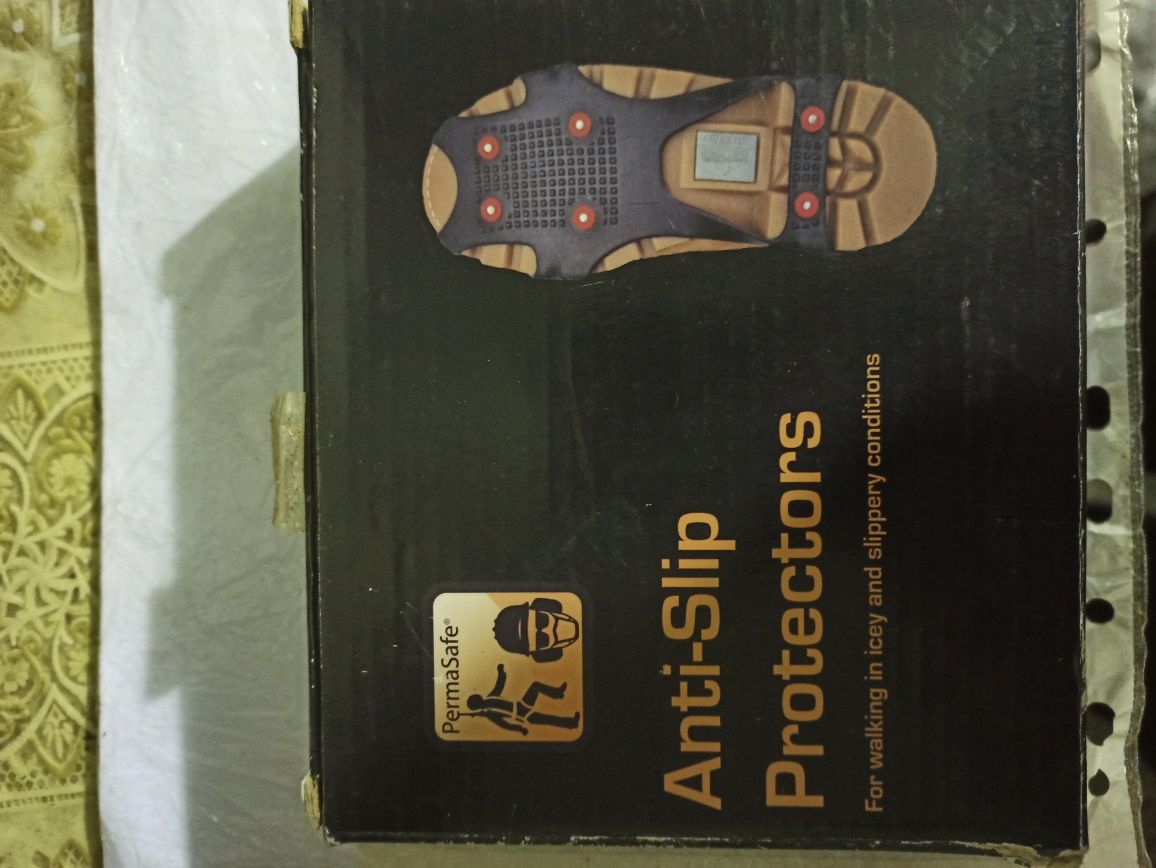 PermaSafe®
Anti-Slip
Protectors
For walking in icey and slippery conditions